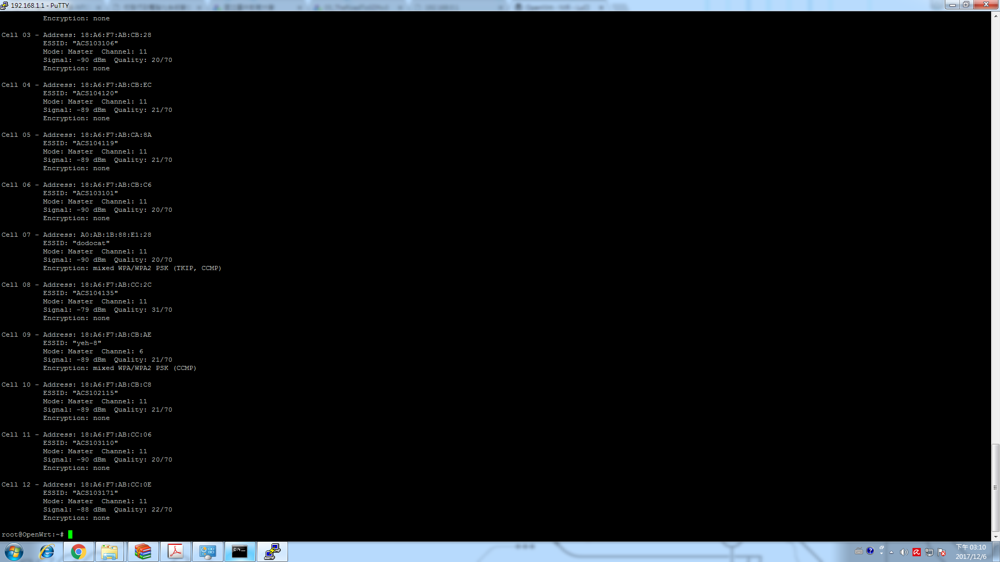 192.168.1.1 - PuTTY
Encryption: none
Cell 03 - Address: 18:A6:F7:AB:CB:28
ESSID: "ACS103106"
Mode: Master  Channel: 11
Signal: -90 dBm  Quality: 20/70
Encryption: none
Cell 04 - Address: 18:A6:F7:AB:CB:EC
ESSID: "ACS104120"
Mode: Master  Channel: 11
Signal: -89 dBm  Quality: 21/70
Encryption: none
Cell 05 - Address: 18:A6:F7:AB:CA:8A
ESSID: "ACS104119"
Mode: Master  Channel: 11
Signal: -89 dBm  Quality: 21/70
Encryption: none
Cell 06 - Address: 18:A6:F7:AB:CB:C6
ESSID: "ACS103101"
Mode: Master  Channel: 11
Signal: -90 dBm  Quality: 20/70
Encryption: none
Cell 07 - Address: A0:AB:1B:88:E1:28
ESSID: "dodocat"
Mode: Master  Channel: 11
Signal: -90 dBm  Quality: 20/70
Encryption: mixed WPA/WPA2 PSK (TKIP, CCMP)
Cell 08 - Address: 18:A6:F7:AB:CC:2C
ESSID: "ACS104135"
Mode: Master  Channel: 11
Signal: -79 dBm  Quality: 31/70
Encryption: none
Cell 09 - Address: 18:A6:F7:AB:CB:AE
ESSID: "yeh-8"
Mode: Master  Channel: 6
Signal: -89 dBm  Quality: 21/70
Encryption: mixed WPA/WPA2 PSK (CCMP)
Cell 10 - Address: 18:A6:F7:AB:CB:C8
ESSID: "ACS102115"
Mode: Master  Channel: 11
Signal: -89 dBm  Quality: 21/70
Encryption: none
Cell 11 - Address: 18:A6:F7:AB:CC:06
ESSID: "ACS103110"
Mode: Master  Channel: 11
Signal: -90 dBm  Quality: 20/70
Encryption: none
Cell 12 - Address: 18:A6:F7:AB:CC:0E
ESSID: "ACS103171"
Mode: Master  Channel: 11
Signal: -88 dBm  Quality: 22/70
Encryption: none
root@OpenWrt:~#
下午 03:10
2017/12/6